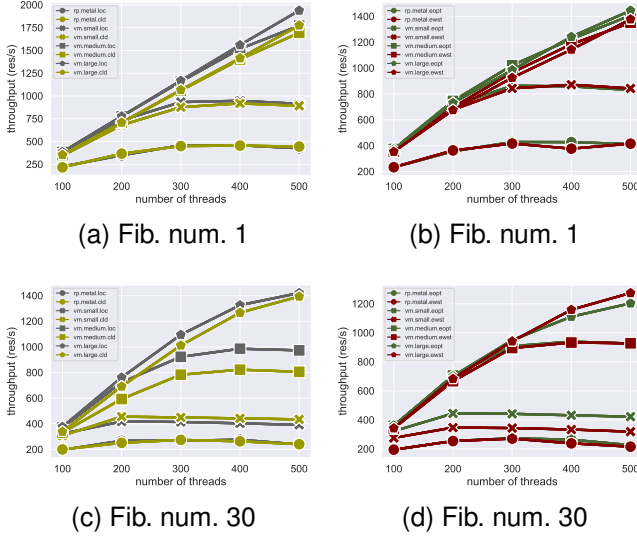 2000
1750
1500
1250
1000
750
500
250
throughput (res/s)
rp.metal.loc
rp.metal.cld
vm.small.loc
vm.small.cld
vm.medium.loc
vm.medium.cld
vm.large.loc
vm.large.cld
100 200 300 400 500
number of threads
(a) Fib. num. 1
1400
1200
1000
800
600
400
200
throughput (res/s)
rp.metal.eopt
rp.metal.ewst
vm.small.eopt
vm.small.ewst
vm.medium.eopt
vm.medium.ewst
vm.large.eopt
vm.large.ewst
100 200 300 400 500
number of threads
(b) Fib. num. 1
1400
1200
1000
800
600
400
200
throughput (res/s)
rp.metal.loc
rp.metal.cld
vm.small.loc
vm.small.cld
vm.medium.loc
vm.medium.cld
vm.large.loc
vm.large.cld
100 200 300 400 500
number of threads
(c) Fib. num. 30
1200
1000
800
600
400
200
throughput (res/s)
rp.metal.eopt
rp.metal.ewst
vm.small.eopt
vm.small.ewst
vm.medium.eopt
vm.medium.ewst
vm.large.eopt
vm.large.ewst
100 200 300 400 500
number of threads
(d) Fib. num. 30